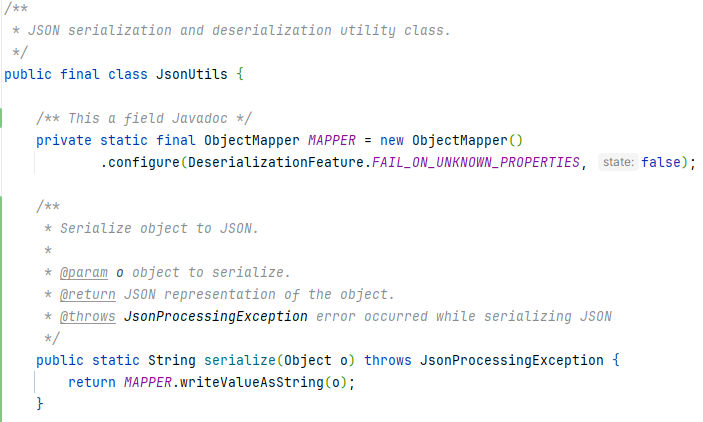 /**
 * JSON serialization and deserialization utility class.
 */
public final class JsonUtils {
    /** This a field Javadoc */
    private static final ObjectMapper MAPPER = new ObjectMapper()
            .configure(DeserializationFeature.FAIL_ON_UNKNOWN_PROPERTIES, state: false);
    /**
     * Serialize object to JSON.
     *
     * @param o object to serialize.
     * @return JSON representation of the object.
     * @throws JsonProcessingException error occurred while serializing JSON
     */
    public static String serialize(Object o) throws JsonProcessingException {
        return MAPPER.writeValueAsString(o);
    }